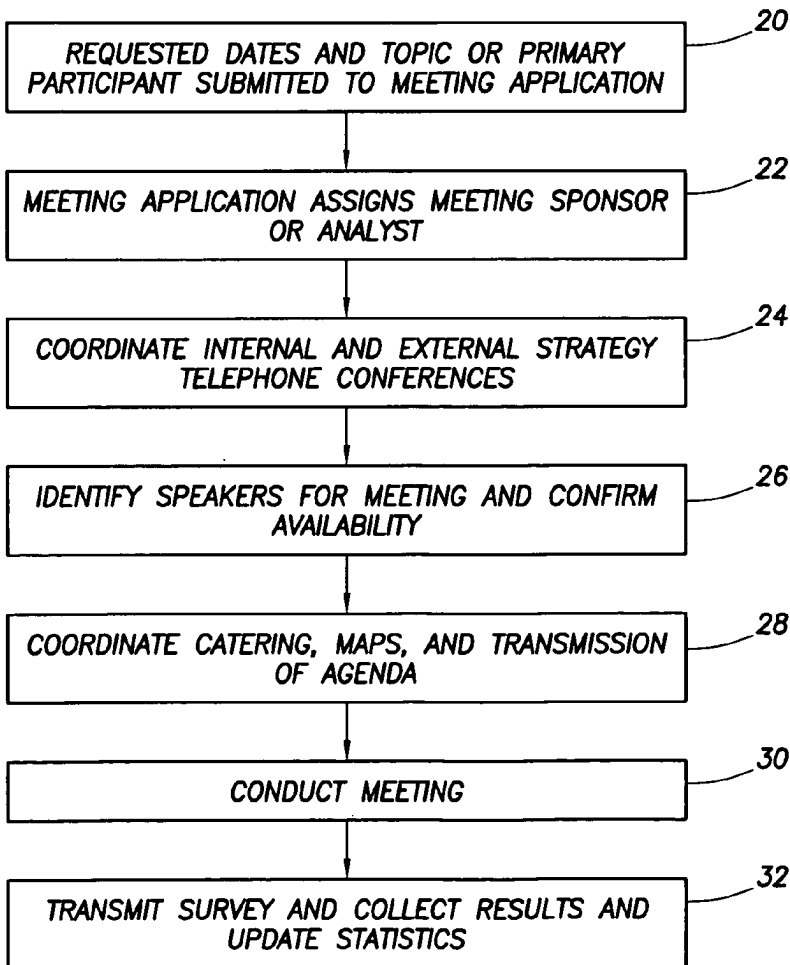 20
REQUESTED DATES AND TOPIC OR PRIMARY
PARTICIPANT SUBMITTED TO MEETING APPLICATION
22
MEETING APPLICATION ASSIGNS MEETING SPONSOR
OR ANALYST
24
COORDINATE INTERNAL AND EXTERNAL STRATEGY
TELEPHONE CONFERENCES
26
IDENTIFY SPEAKERS FOR MEETING AND CONFIRM
AVAILABILITY
28
COORDINATE CATERING, MAPS, AND TRANSMISSION
OF AGENDA
30
CONDUCT MEETING
32
TRANSMIT SURVEY AND COLLECT RESULTS AND
UPDATE STATISTICS